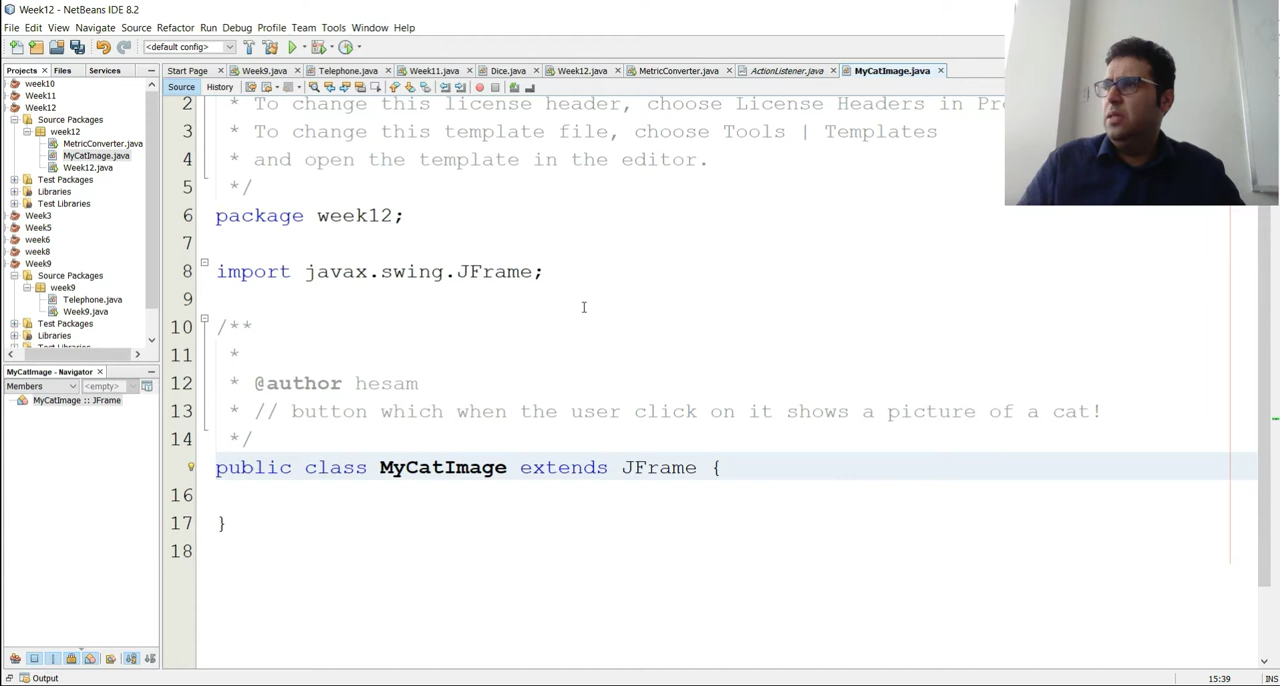 Week12 - NetBeans IDE 8.2
File Edit View Navigate Source Refactor Run Debug Profile Team Tools Window Help
<default config>
Projects Files Services
Start Page Week9.java Telephone.java Week11.java Dice.java Week12.java MetricConverter.java ActionListener.java MyCatImage.java
Source History
week10
Week11
Week12
Source Packages
week12
MetricConverter.java
MyCatImage.java
Week12.java
Test Packages
Libraries
Test Libraries
Week3
Week5
week6
week8
Week9
Source Packages
week9
Telephone.java
Week9.java
Test Packages
Libraries
MyCatImage - Navigator
Members <empty>
MyCatImage :: JFrame
2 * To change this license header, choose License Headers in Pr
3 * To change this template file, choose Tools | Templates
4 * and open the template in the editor.
5 */
6 package week12;
7
8 import javax.swing.JFrame;
9
10 /**
11 *
12 * @author hesam
13 * // button which when the user click on it shows a picture of a cat!
14 */
public class MyCatImage extends JFrame {
16
17 }
18
Output
15:39 INS